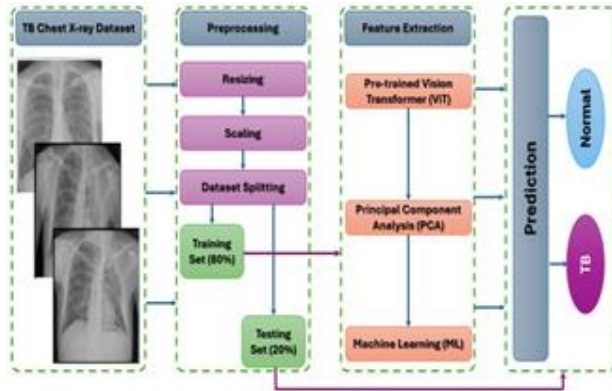 TB Chest X-ray Dataset
Preprocessing
Resizing
Scaling
Dataset Splitting
Training
Set (80%)
Testing
Set (20%)
Feature Extraction
Pre-trained Vision
Transformer (ViT)
Principal Component
Analysis (PCA)
Machine Learning (ML)
Prediction
Normal
TB